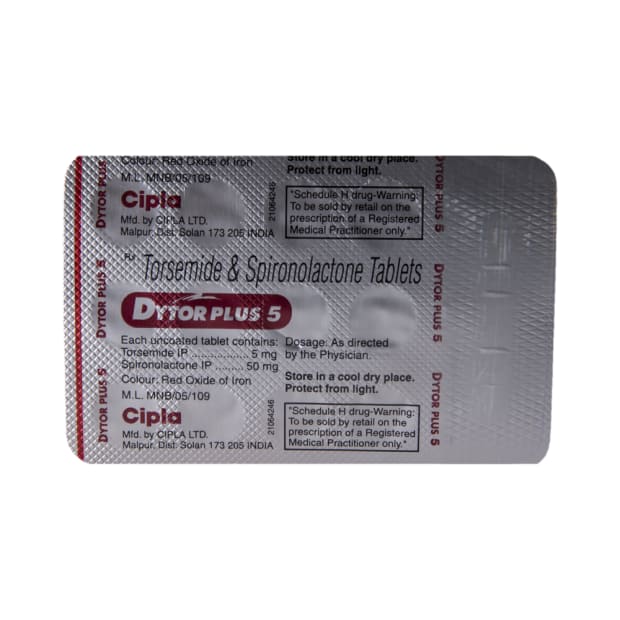 DYTOR PLUS
Colour: Red Oxide of Iron
M.L. MNB/05/109
Cipla
Mfd. by CIPLA LTD.
Malpur, Dist. Solan 173 205 INDIA
21064246
Store in a cool dry place.
Protect from light.
"Schedule H drug-Warning:
To be sold by retail on the
prescription of a Registered
Medical Practitioner only."
DYTOR PLUS 5
DYTOR PLUS 5
Rx Torsemide & Spironolactone Tablets
DYTOR PLUS 5
DYTOR PLUS 5
Each uncoated tablet contains:
Torsemide IP .................. 5 mg
Spironolactone IP ......... 50 mg
Colour: Red Oxide of Iron
M.L. MNB/05/109
Dosage: As directed
by the Physician.
Store in a cool dry place.
Protect from light.
DYTOR PLUS 5
Cipla
Mfd. by CIPLA LTD.
Malpur, Dist. Solan 173 205 INDIA
21064246
"Schedule H drug-Warning:
To be sold by retail on the
prescription of a Registered
Medical Practitioner only."
DYTOR PLUS 5